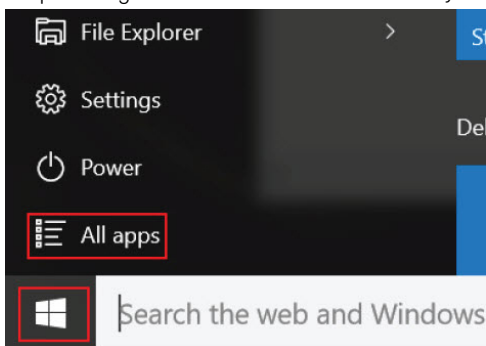 File Explorer
Settings
Power
All apps
Search the web and Windows